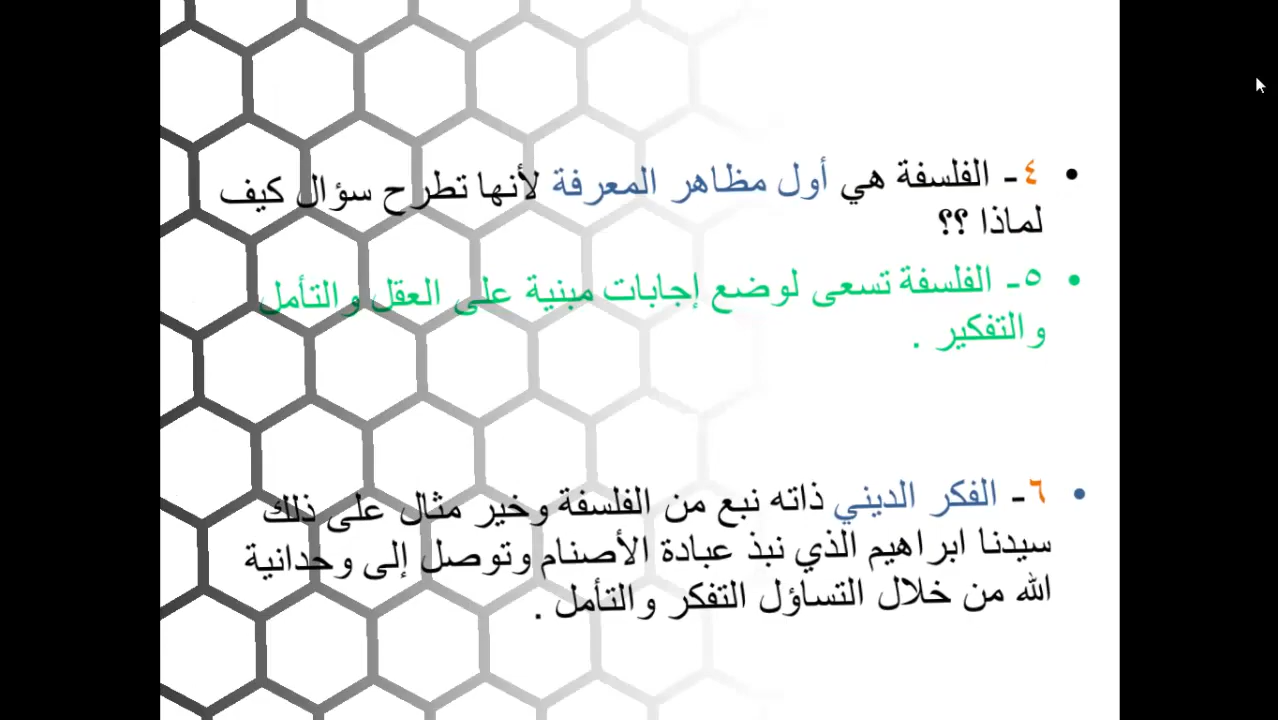 • ٤- الفلسفة هي أول مظاهر المعرفة لأنها تطرح سؤال كيف
لماذا ؟؟
• ٥- الفلسفة تسعى لوضع إجابات مبنية على العقل والتأمل
والتفكير .
• ٦- الفكر الديني ذاته نبع من الفلسفة وخير مثال على ذلك
سيدنا ابراهيم الذي نبذ عبادة الأصنام وتوصل إلى وحدانية
الله من خلال التساؤل التفكر والتأمل .